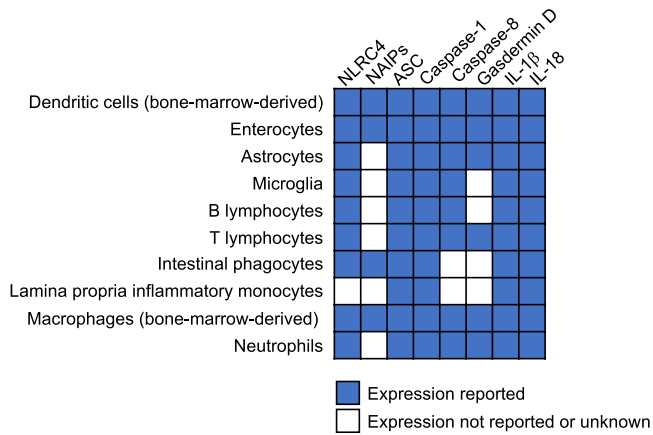 NLRC4
NAIPs
ASC
Caspase-1
Caspase-8
Gasdermin D
IL-1β
IL-18
Dendritic cells (bone-marrow-derived)
Enterocytes
Astrocytes
Microglia
B lymphocytes
T lymphocytes
Intestinal phagocytes
Lamina propria inflammatory monocytes
Macrophages (bone-marrow-derived)
Neutrophils
Expression reported
Expression not reported or unknown